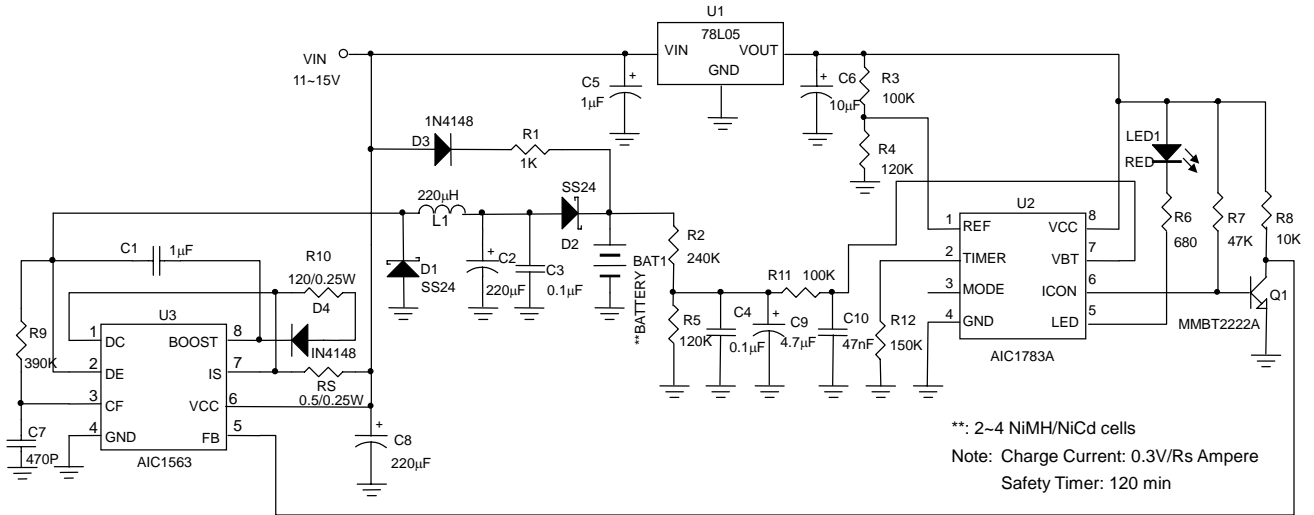 U1
78L05
VIN
VOUT
GND
VIN
11~15V
C5
1μF
C6
10μF
R3
100K
R4
120K
1N4148
D3
R1
1K
LED1
RED
220μH
L1
SS24
D2
U2
1
REF
VCC
8
2
TIMER
VBT
7
3
MODE
ICON
6
4
GND
LED
5
AIC1783A
R6
680
R7
47K
R8
10K
Q1
MMBT2222A
C1
1μF
R10
120/0.25W
D4
D1
SS24
C2
220μF
C3
0.1μF
BAT1
**BATTERY
R2
240K
R11
100K
R5
120K
C4
0.1μF
C9
4.7μF
C10
47nF
R12
150K
R9
390K
U3
1
DC
BOOST
8
2
DE
IS
7
3
CF
VCC
6
4
GND
FB
5
AIC1563
IN4148
RS
0.5/0.25W
C7
470P
C8
220μF
**: 2~4 NiMH/NiCd cells
Note: Charge Current: 0.3V/Rs Ampere
Safety Timer: 120 min